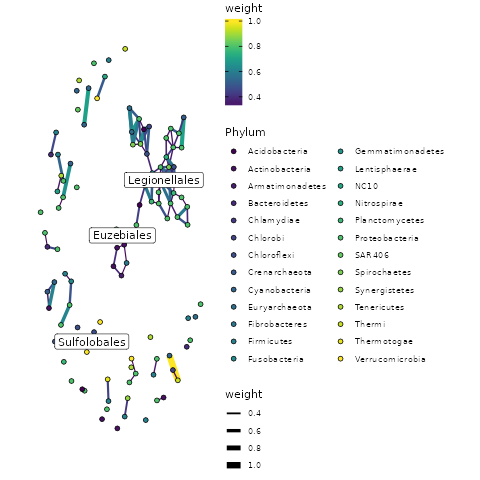 weight
1.0
0.8
0.6
0.4
Phylum
Acidobacteria
Actinobacteria
Armatimonadetes
Bacteroidetes
Chlamydiae
Chlorobi
Chloroflexi
Crenarchaeota
Cyanobacteria
Euryarchaeota
Fibrobacteres
Firmicutes
Fusobacteria
Gemmatimonadetes
Lentisphaerae
NC10
Nitrospirae
Planctomycetes
Proteobacteria
SAR406
Spirochaetes
Synergistetes
Tenericutes
Thermi
Thermotogae
Verrucomicrobia
Legionellales
Euzebiales
Sulfolobales
weight
0.4
0.6
0.8
1.0